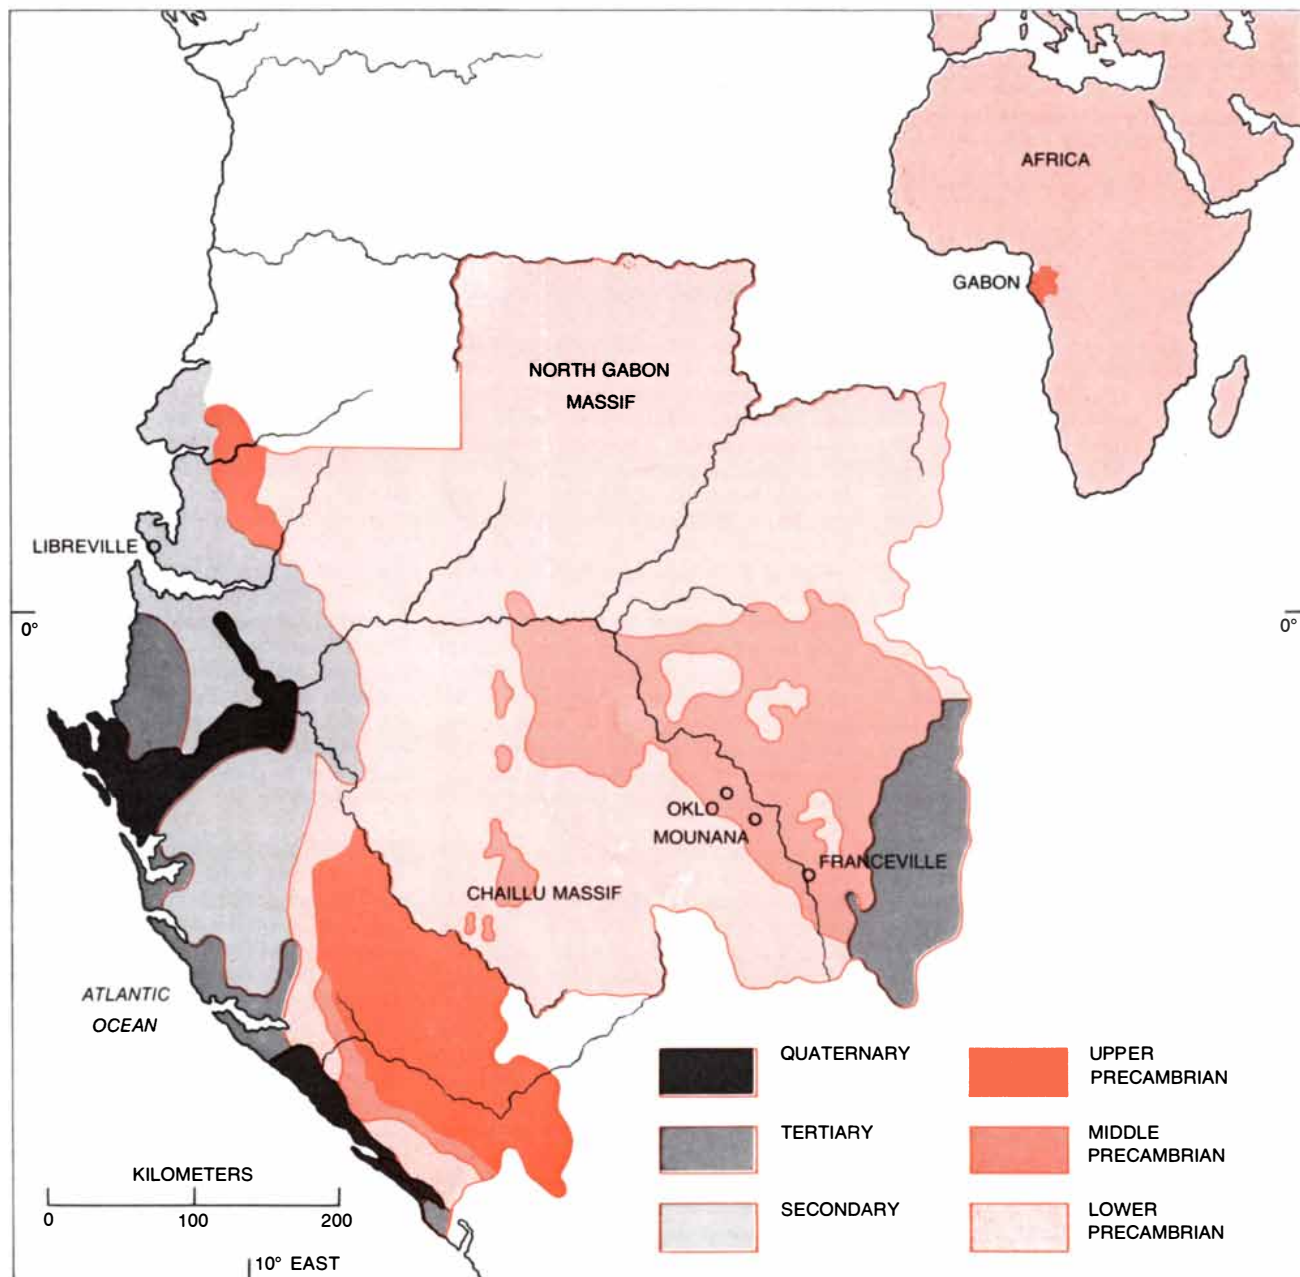 AFRICA
GABON
NORTH GABON
MASSIF
LIBREVILLE
0°
0°
OKLO
MOUNANA
FRANCEVILLE
CHAILLU MASSIF
ATLANTIC
OCEAN
QUATERNARY
UPPER
PRECAMBRIAN
TERTIARY
MIDDLE
PRECAMBRIAN
SECONDARY
LOWER
PRECAMBRIAN
KILOMETERS
0 100 200
10° EAST